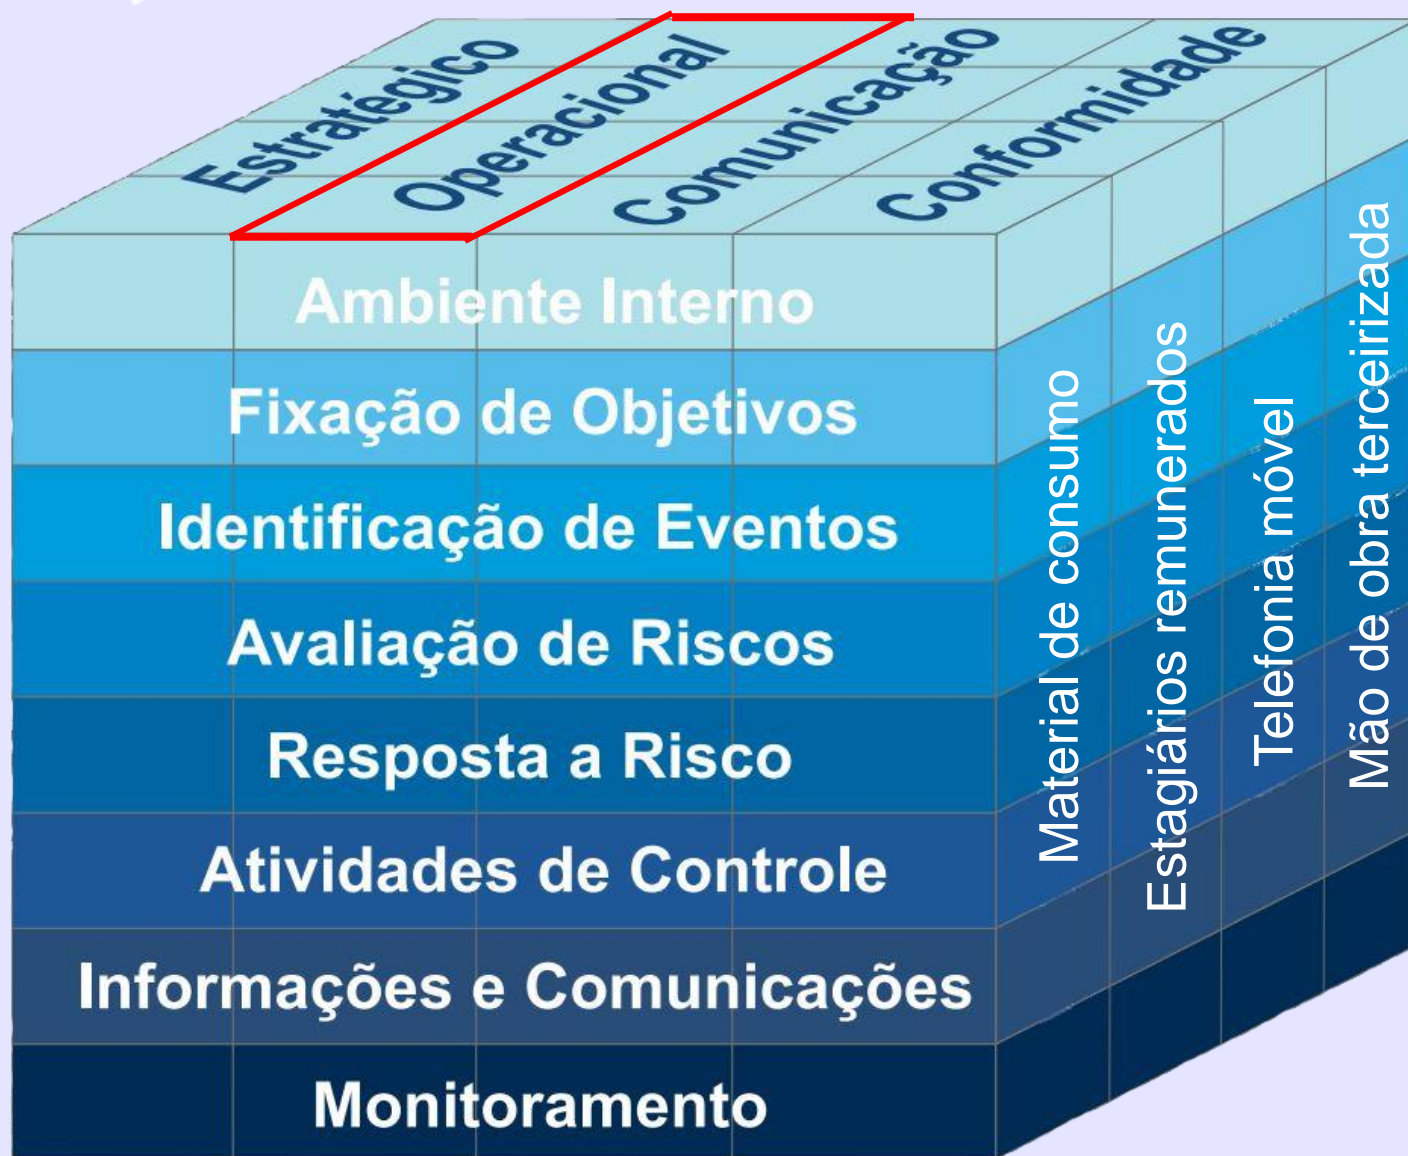 Estratégico
Operacional
Comunicação
Conformidade
Ambiente Interno
Fixação de Objetivos
Identificação de Eventos
Avaliação de Riscos
Resposta a Risco
Atividades de Controle
Informações e Comunicações
Monitoramento
Material de consumo
Estagiários remunerados
Telefonia móvel
Mão de obra terceirizada